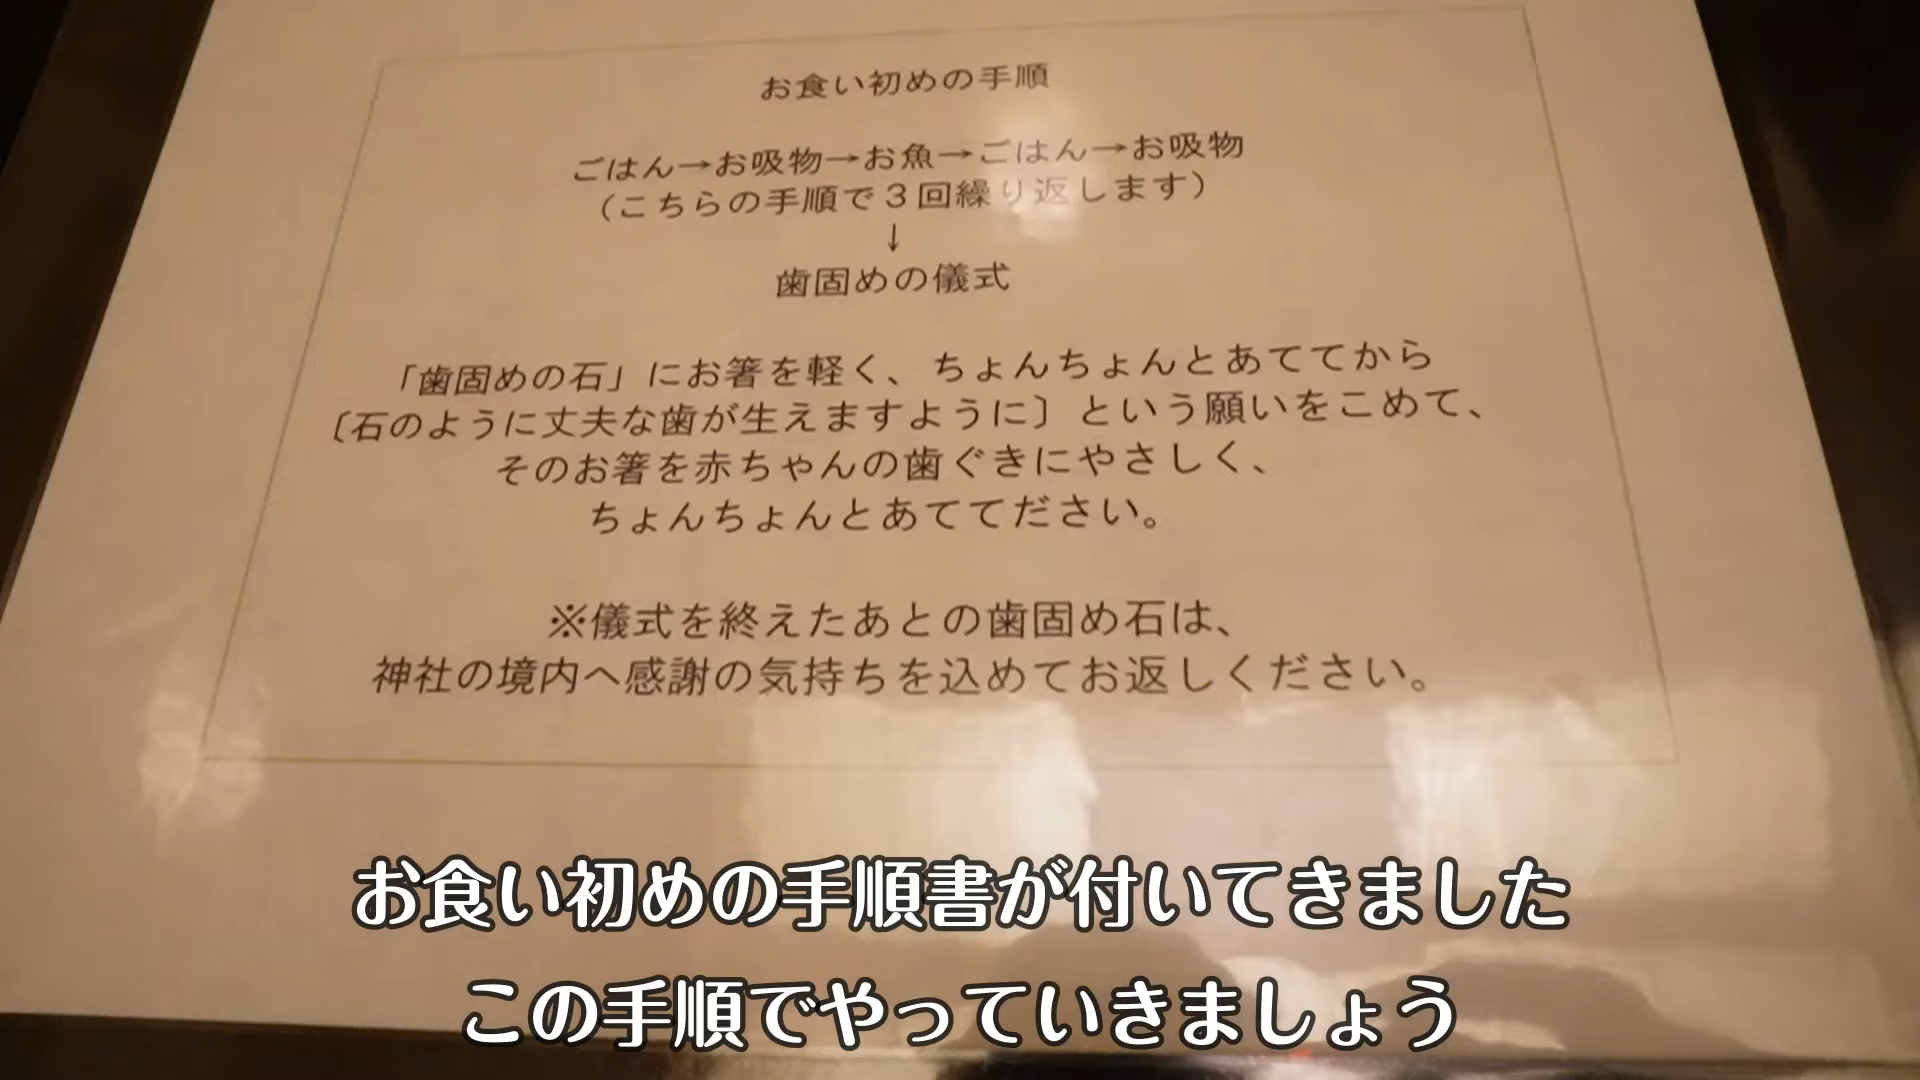 お食い初めの手順
ごはん→お吸物→お魚→ごはん→お吸物
（こちらの手順で３回繰り返します）
↓
歯固めの儀式
「歯固めの石」にお箸を軽く、ちょんちょんとあててから
〔石のように丈夫な歯が生えますように〕という願いをこめて、
そのお箸を赤ちゃんの歯ぐきにやさしく、
ちょんちょんとあててださい。
※儀式を終えたあとの歯固め石は、
神社の境内へ感謝の気持ちを込めてお返しください。
お食い初めの手順書が付いてきました
この手順でやっていきましょう